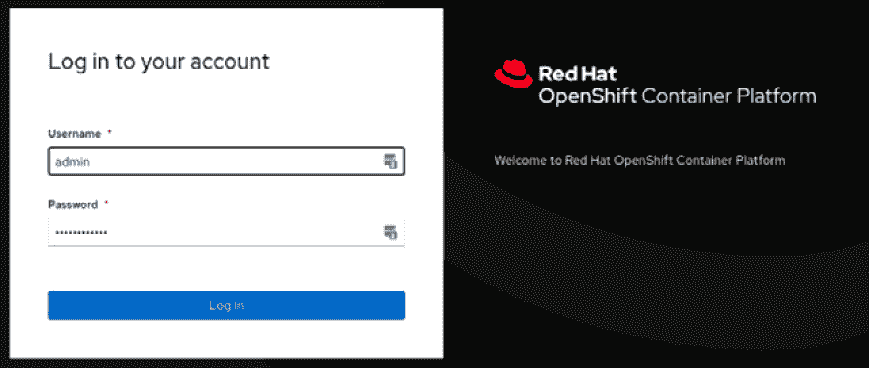 Log in to your account
Username *
admin
Password *
••••••••••••
Log in
Red Hat
OpenShift Container Platform
Welcome to Red Hat OpenShift Container Platform